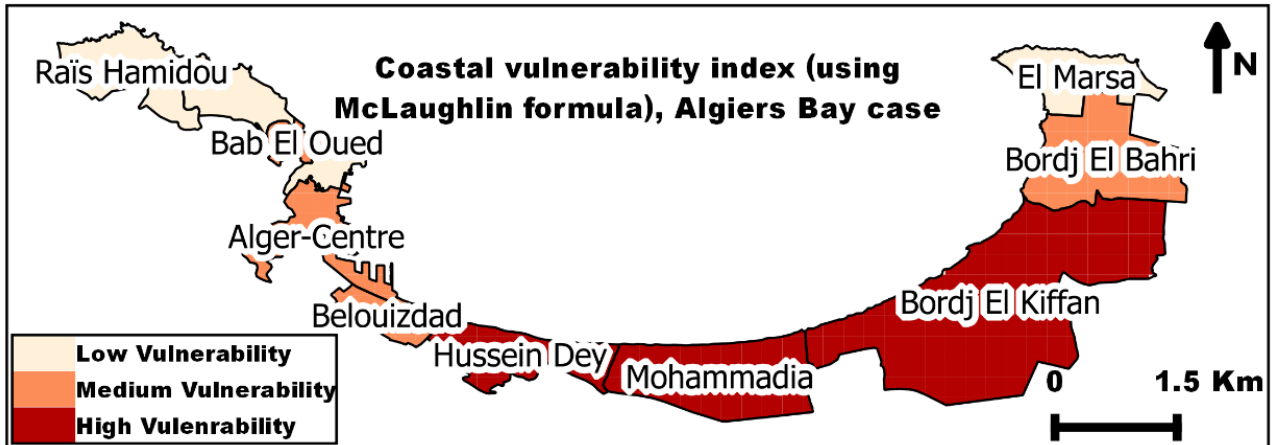 Coastal vulnerability index (using
McLaughlin formula), Algiers Bay case
N
Raïs Hamidou
El Marsa
Bab El Oued
Bordj El Bahri
Alger-Centre
Bordj El Kiffan
Belouizdad
Hussein Dey
Mohammadia
Low Vulnerability
Medium Vulnerability
High Vulenrability
0 1.5 Km